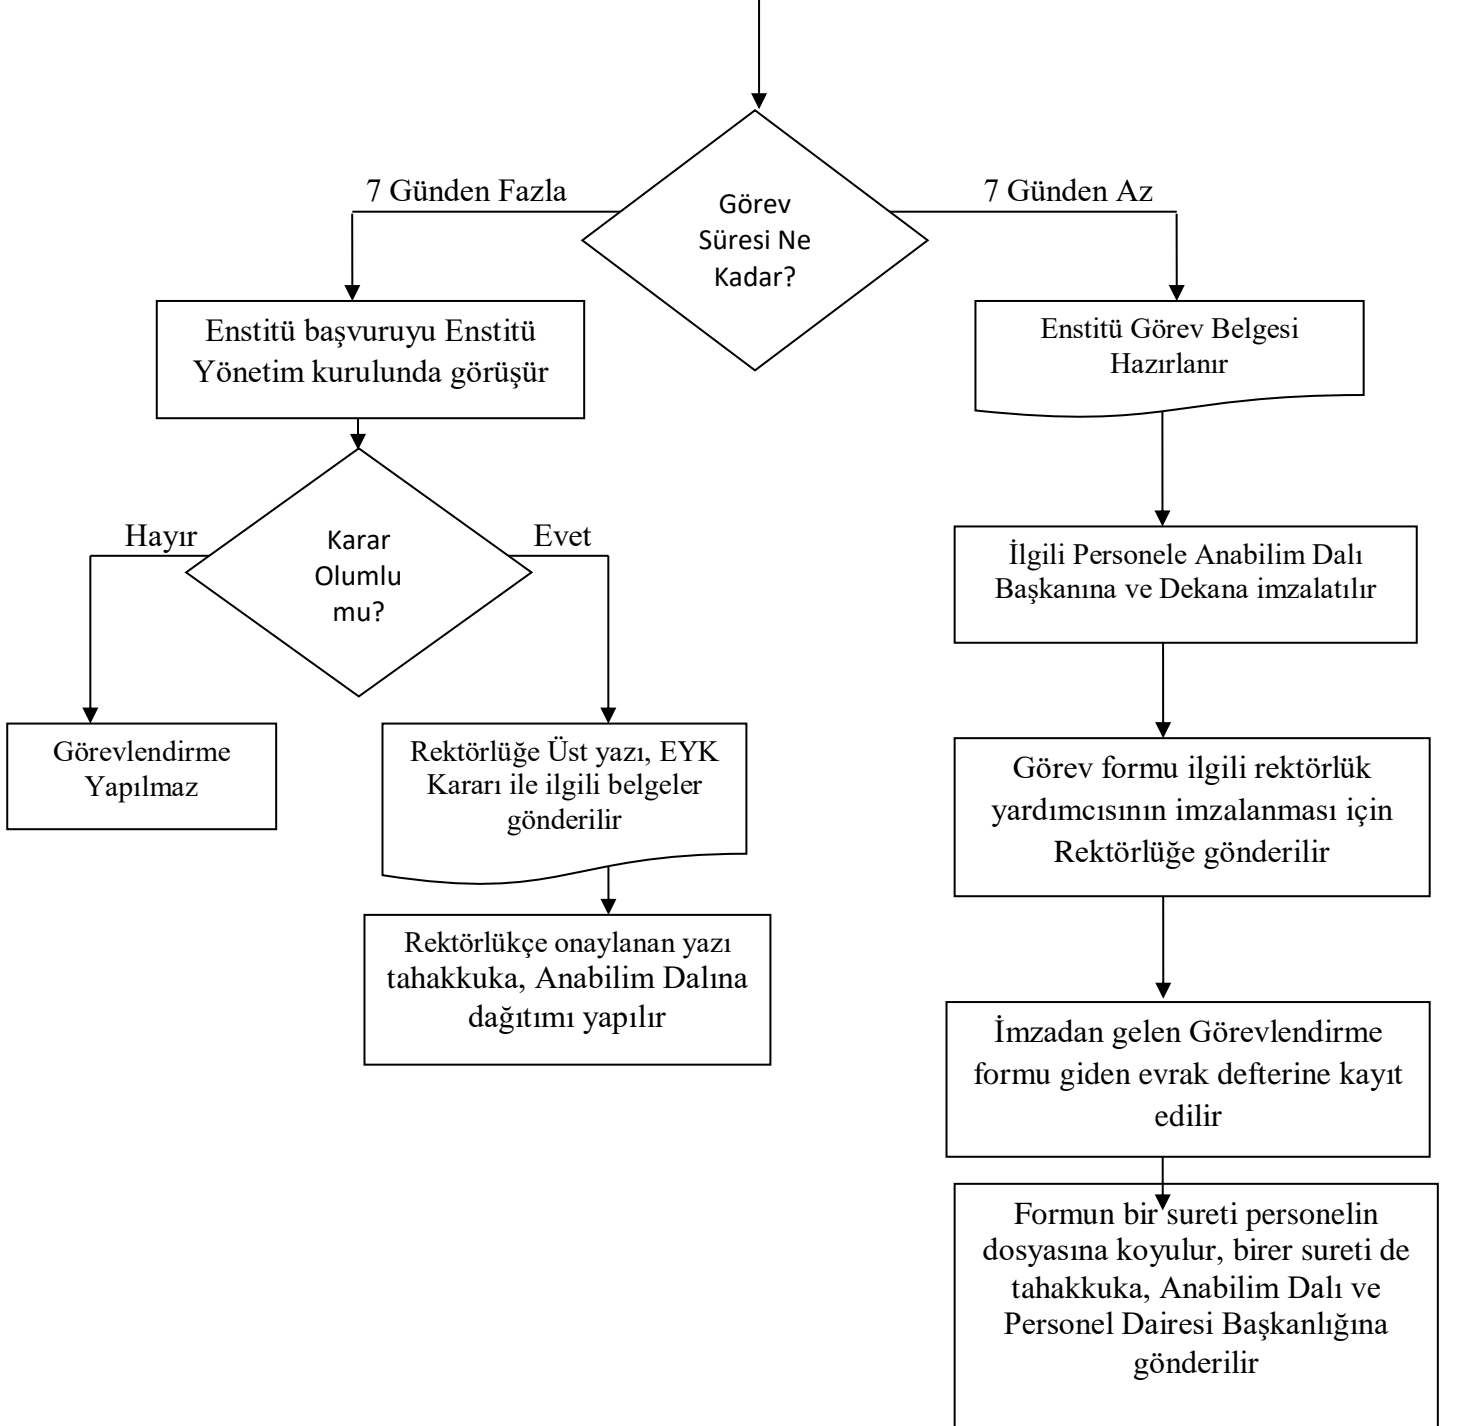 7 Günden Fazla
7 Günden Az
Görev
Süresi Ne
Kadar?
Enstitü başvuruyu Enstitü
Yönetim kurulunda görüşür
Enstitü Görev Belgesi
Hazırlanır
Hayır
Evet
Karar
Olumlu
mu?
İlgili Personele Anabilim Dalı
Başkanına ve Dekana imzalatılır
Görevlendirme
Yapılmaz
Rektörlüğe Üst yazı, EYK
Kararı ile ilgili belgeler
gönderilir
Görev formu ilgili rektörlük
yardımcısının imzalanması için
Rektörlüğe gönderilir
Rektörlükçe onaylanan yazı
tahakkuka, Anabilim Dalına
dağıtımı yapılır
İmzadan gelen Görevlendirme
formu giden evrak defterine kayıt
edilir
Formun bir sureti personelin
dosyasına koyulur, birer sureti de
tahakkuka, Anabilim Dalı ve
Personel Dairesi Başkanlığına
gönderilir